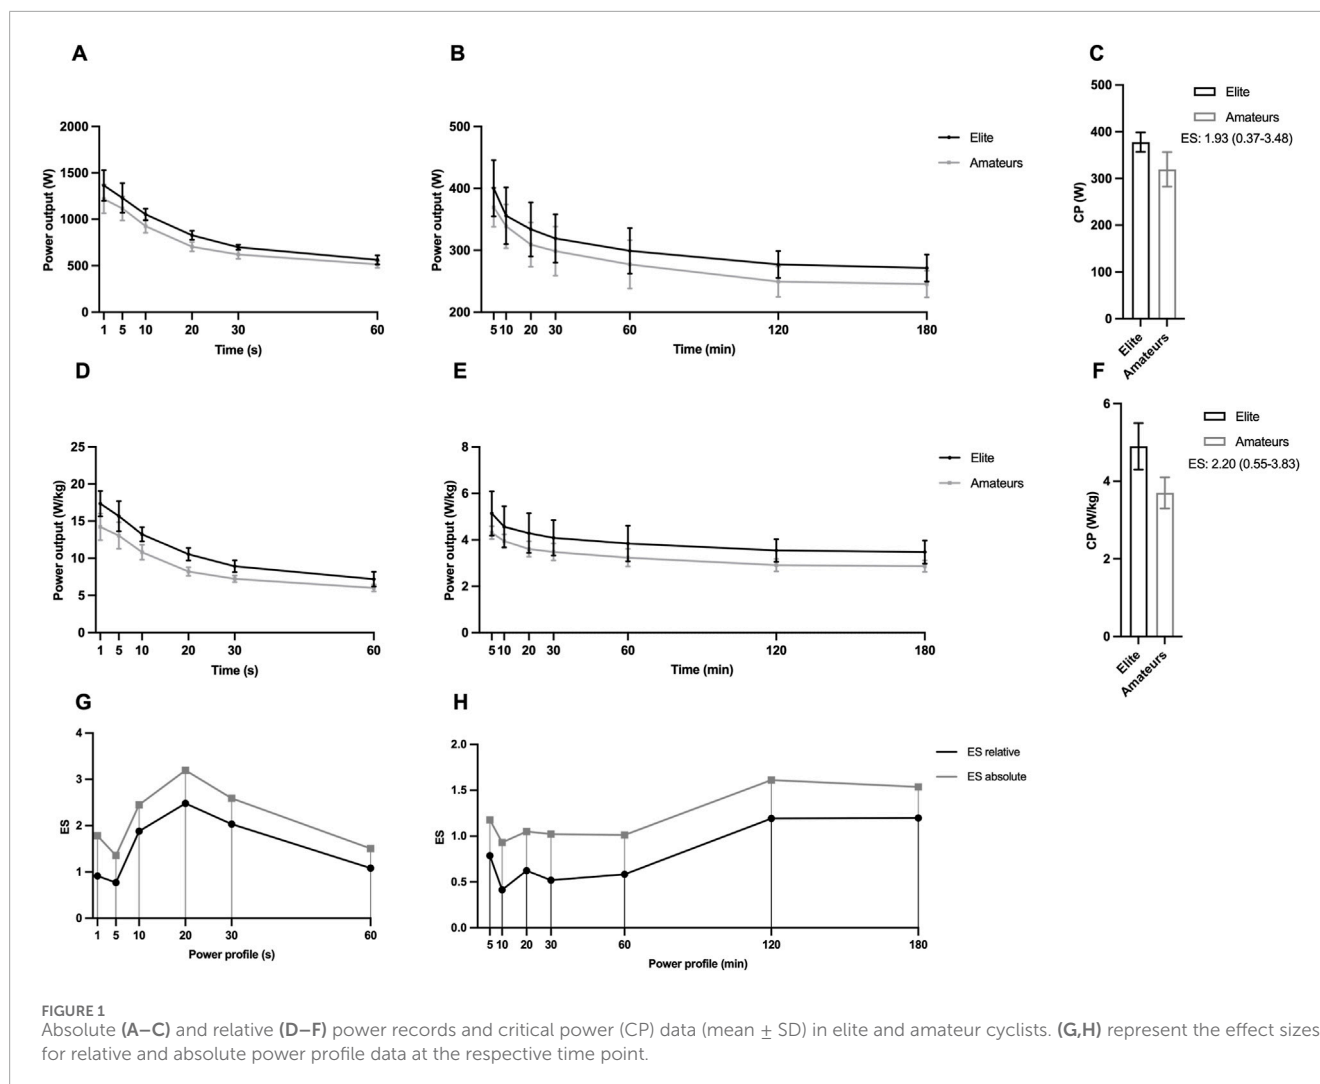 A
B
C
2000
1500
1000
500
0
Power output (W)
1 5 10 20 30 60
Time (s)
500
400
300
200
Power output (W)
5 10 20 30 60 120 180
Time (min)
Elite
Amateurs
500
400
300
200
100
0
CP (W)
Elite
Amateurs
Elite
Amateurs
ES: 1.93 (0.37-3.48)
D
E
F
25
20
15
10
5
0
Power output (W/kg)
1 5 10 20 30 60
Time (s)
8
6
4
2
0
Power output (W/kg)
5 10 20 30 60 120 180
Time (min)
Elite
Amateurs
6
4
2
0
CP (W/kg)
Elite
Amateurs
Elite
Amateurs
ES: 2.20 (0.55-3.83)
G
H
4
3
2
1
0
ES
1 5 10 20 30 60
Power profile (s)
2.0
1.5
1.0
0.5
0.0
ES
5 10 20 30 60 120 180
Power profile (min)
ES relative
ES absolute
FIGURE 1
Absolute (A–C) and relative (D–F) power records and critical power (CP) data (mean ± SD) in elite and amateur cyclists. (G,H) represent the effect sizes
for relative and absolute power profile data at the respective time point.